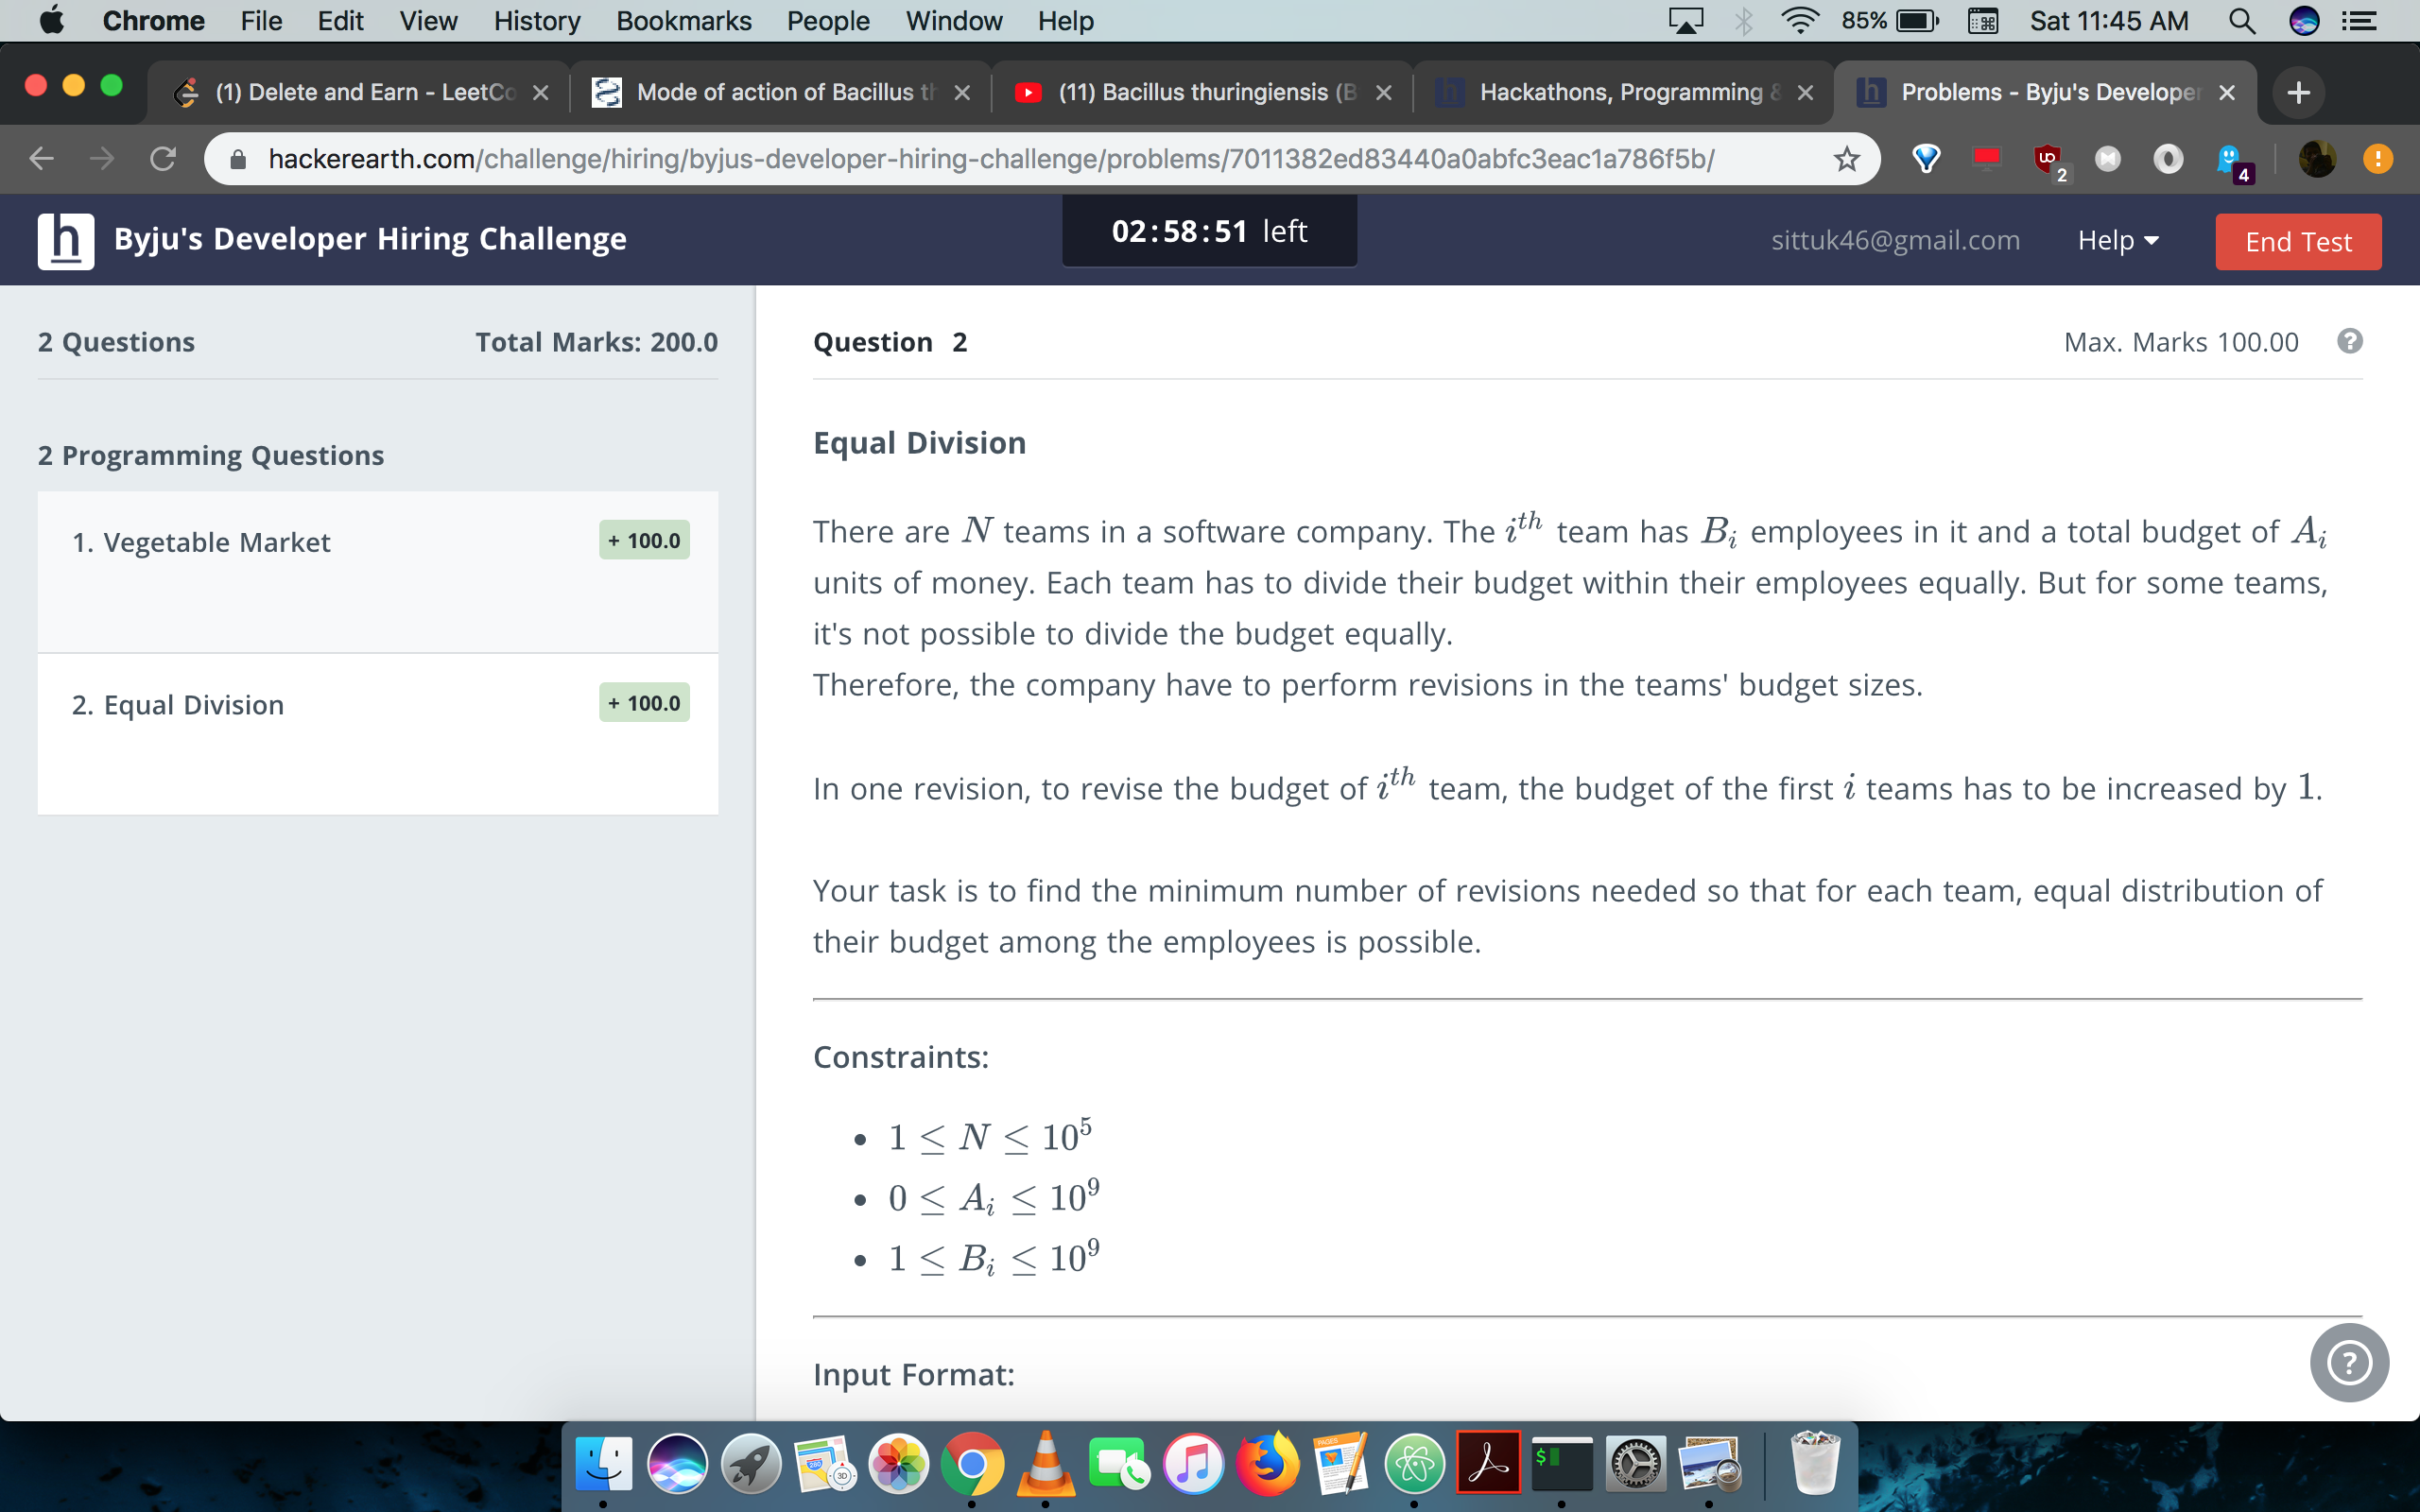 Chrome File Edit View History Bookmarks People Window Help 85% Sat 11:45 AM
(1) Delete and Earn - LeetCo Mode of action of Bacillus th (11) Bacillus thuringiensis (B Hackathons, Programming & Problems - Byju's Developer
hackerearth.com/challenge/hiring/byjus-developer-hiring-challenge/problems/7011382ed83440a0abfc3eac1a786f5b/ 2 4
h Byju's Developer Hiring Challenge 02:58:51 left sittuk46@gmail.com Help End Test
2 Questions Total Marks: 200.0
2 Programming Questions
1. Vegetable Market + 100.0
2. Equal Division + 100.0
Question 2 Max. Marks 100.00 ?
Equal Division
There are N teams in a software company. The i^th team has B_i employees in it and a total budget of A_i
units of money. Each team has to divide their budget within their employees equally. But for some teams,
it's not possible to divide the budget equally.
Therefore, the company have to perform revisions in the teams' budget sizes.
In one revision, to revise the budget of i^th team, the budget of the first i teams has to be increased by 1.
Your task is to find the minimum number of revisions needed so that for each team, equal distribution of
their budget among the employees is possible.
Constraints:
• 1 ≤ N ≤ 10^5
• 0 ≤ A_i ≤ 10^9
• 1 ≤ B_i ≤ 10^9
Input Format:
?